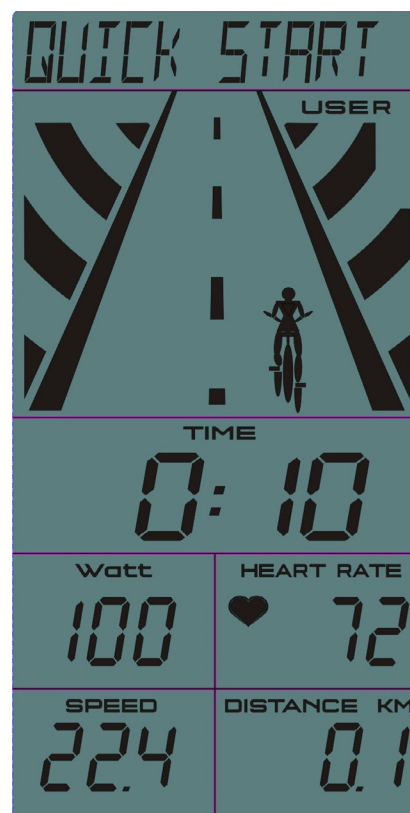 QUICK START
USER
TIME
0:10
Watt
HEART RATE
100
72
SPEED
DISTANCE KM
22.4
0.1